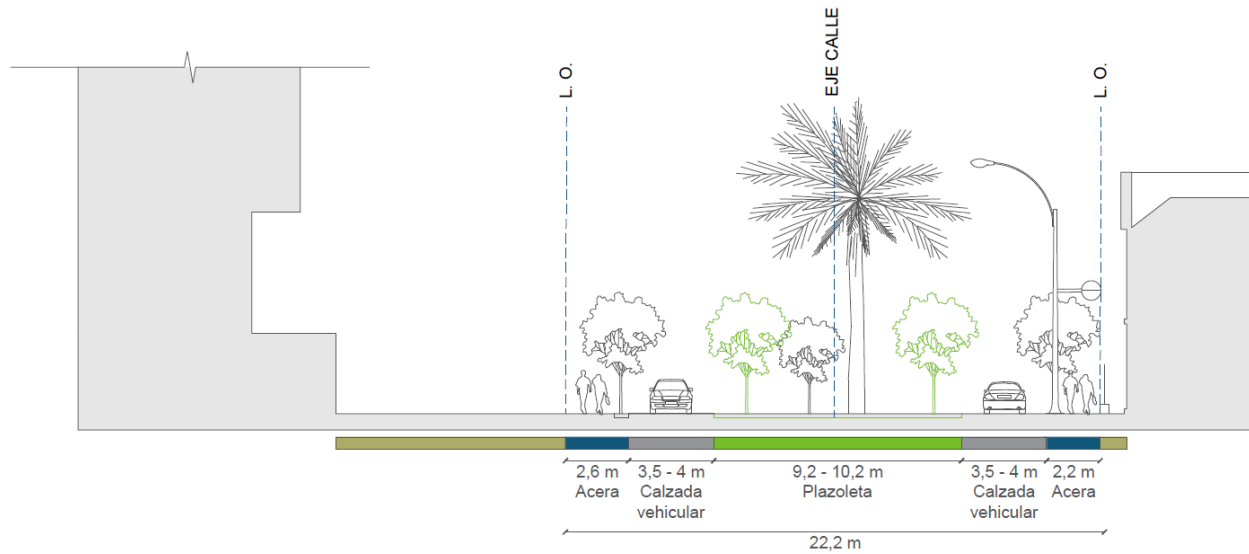 L. O.
EJE CALLE
L. O.
2,6 m
Acera
3,5 - 4 m
Calzada
vehicular
9,2 - 10,2 m
Plazoleta
3,5 - 4 m
Calzada
vehicular
2,2 m
Acera
22,2 m